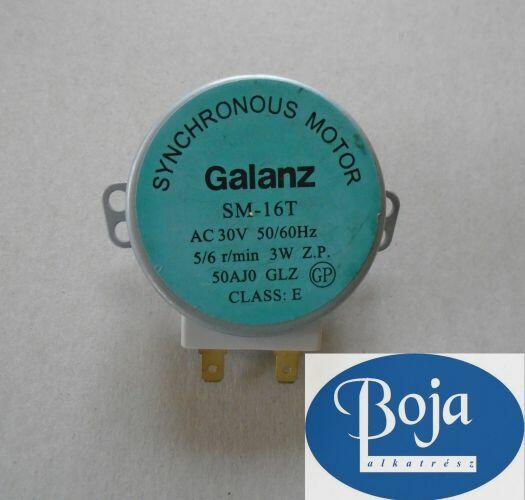 SYNCHRONOUS MOTOR
Galanz
SM-16T
AC 30V 50/60Hz
5/6 r/min 3W Z.P.
50AJ0 GLZ GP
CLASS: E
Boja
alkatrész